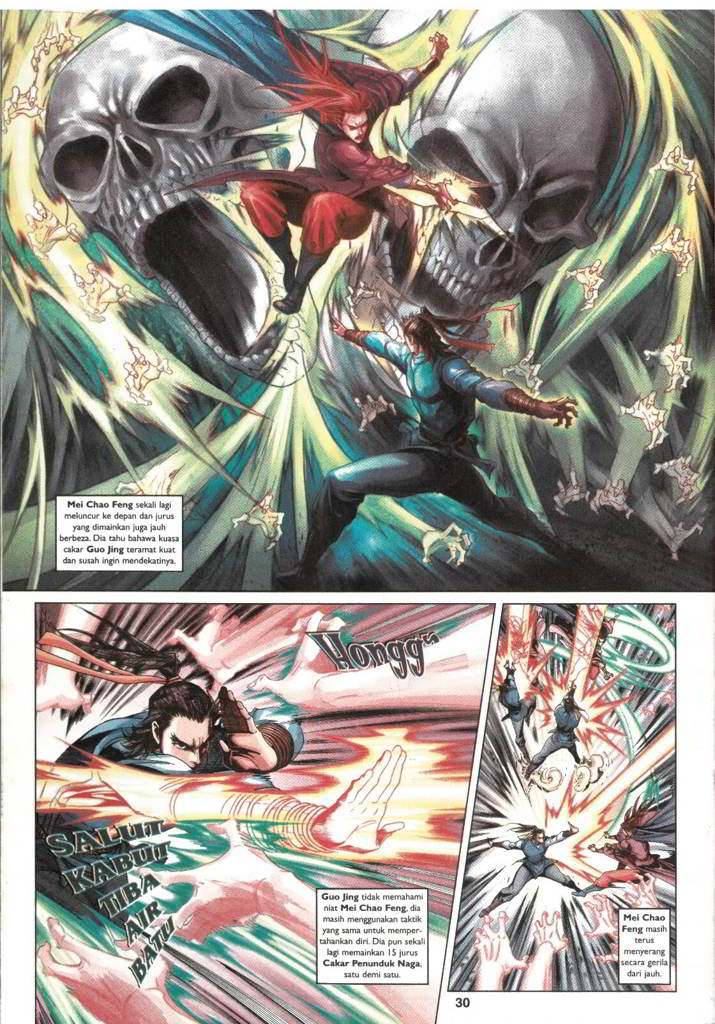 Mei Chao Feng sekali lagi
meluncur ke depan dan jurus
yang dimainkan juga jauh
berbeza. Dia tahu bahawa kuasa
cakar Guo Jing teramat kuat
dan susah ingin mendekatinya.
Hongg~
SALUT
KABUT
TIBA
AIR
BATU
Guo Jing tidak memahami
niat Mei Chao Feng, dia
masih menggunakan taktik
yang sama untuk memper-
tahankan diri. Dia pun sekali
lagi memainkan 15 jurus
Cakar Penunduk Naga,
satu demi satu.
Mei Chao
Feng masih
terus
menyerang
secara gerila
dari jauh.
30